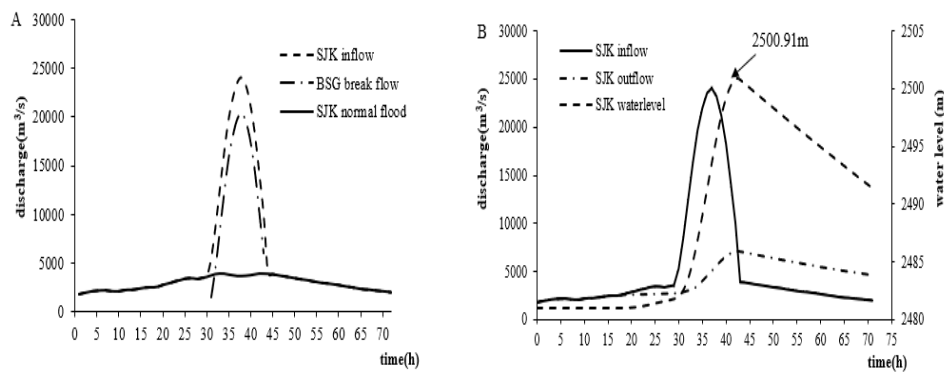 A
30000
25000
20000
15000
10000
5000
0
discharge(m³/s)
SJK inflow
BSG break flow
SJK normal flood
0 5 10 15 20 25 30 35 40 45 50 55 60 65 70
time(h)
B
30000
25000
20000
15000
10000
5000
0
discharge(m³/s)
SJK inflow
SJK outflow
SJK waterlevel
2500.91m
2505
2500
2495
2490
2485
2480
water level (m)
0 5 10 15 20 25 30 35 40 45 50 55 60 65 70 75
time(h)